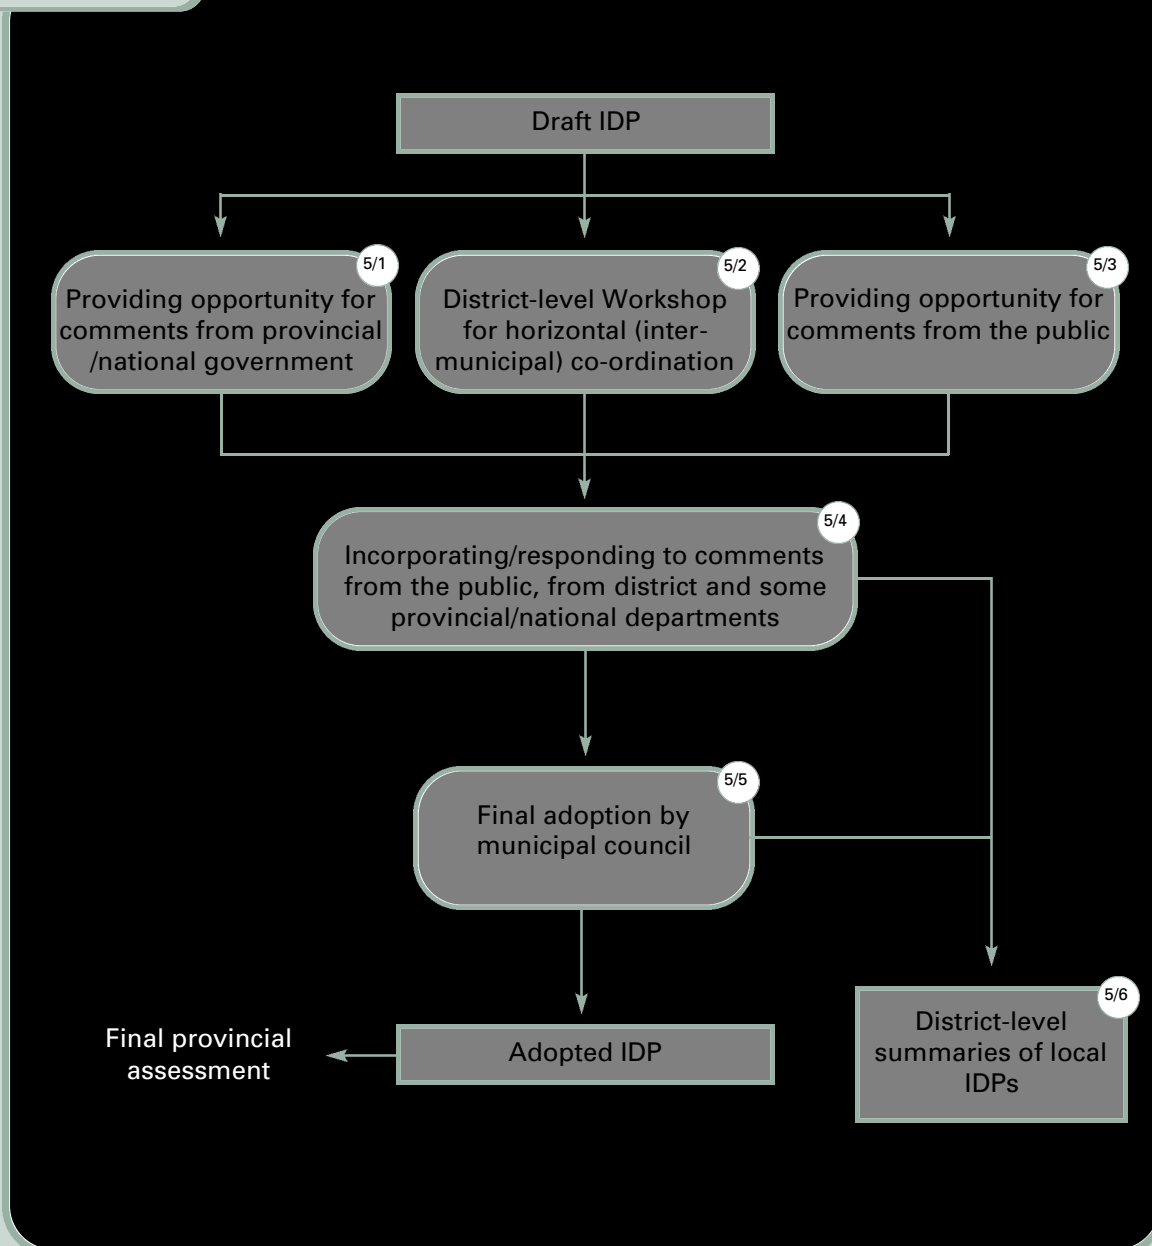 Draft IDP
5/1
Providing opportunity for
comments from provincial
/national government
5/2
District-level Workshop
for horizontal (inter-
municipal) co-ordination
5/3
Providing opportunity for
comments from the public
5/4
Incorporating/responding to comments
from the public, from district and some
provincial/national departments
5/5
Final adoption by
municipal council
Final provincial
assessment
Adopted IDP
5/6
District-level
summaries of local
IDPs